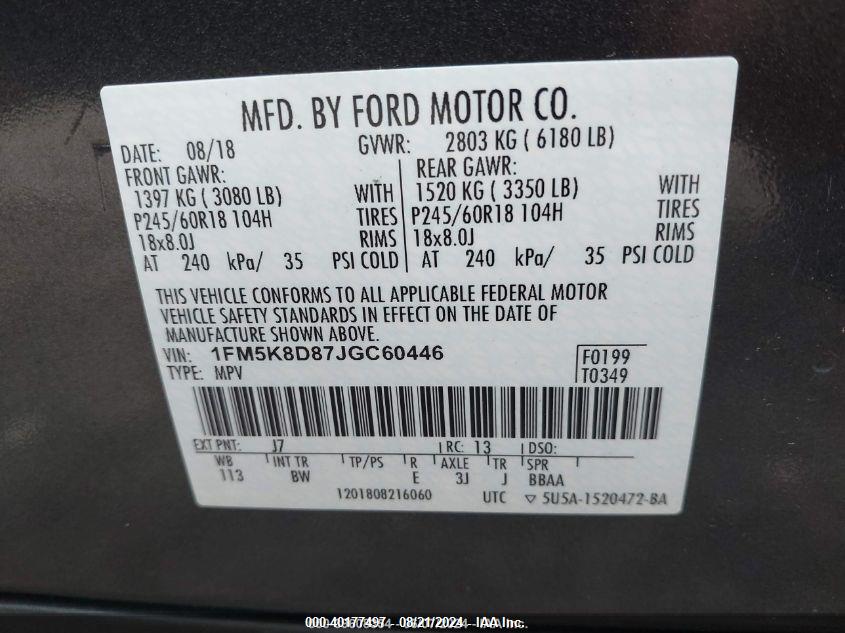 MFD. BY FORD MOTOR CO.
DATE: 08/18 GVWR: 2803 KG ( 6180 LB)
FRONT GAWR: REAR GAWR:
1397 KG ( 3080 LB) WITH 1520 KG ( 3350 LB) WITH
P245/60R18 104H TIRES P245/60R18 104H TIRES
18x8.0J RIMS 18x8.0J RIMS
AT 240 kPa/ 35 PSI COLD AT 240 kPa/ 35 PSI COLD
THIS VEHICLE CONFORMS TO ALL APPLICABLE FEDERAL MOTOR
VEHICLE SAFETY STANDARDS IN EFFECT ON THE DATE OF
MANUFACTURE SHOWN ABOVE.
VIN: 1FM5K8D87JGC60446 F0199
TYPE: MPV T0349
EXT PNT: J7 RC: 13 DSO:
WB INT TR TP/PS R AXLE TR SPR
113 BW E 3J J BBAA
1201808216060 UTC ▽ 5U5A-1520472-BA
000-40177497 - 08/21/2024 - IAA Inc.